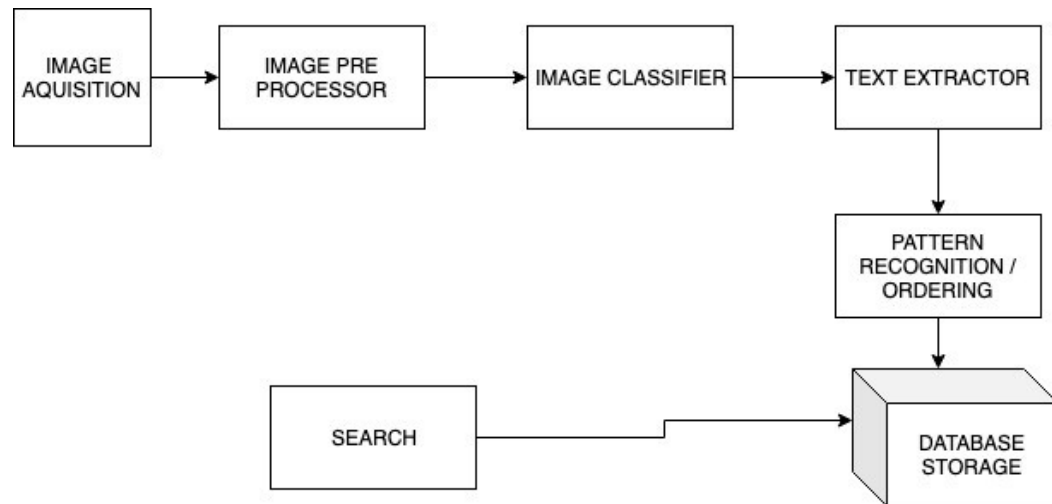 IMAGE
AQUISITION
IMAGE PRE
PROCESSOR
IMAGE CLASSIFIER
TEXT EXTRACTOR
PATTERN
RECOGNITION /
ORDERING
SEARCH
DATABASE
STORAGE